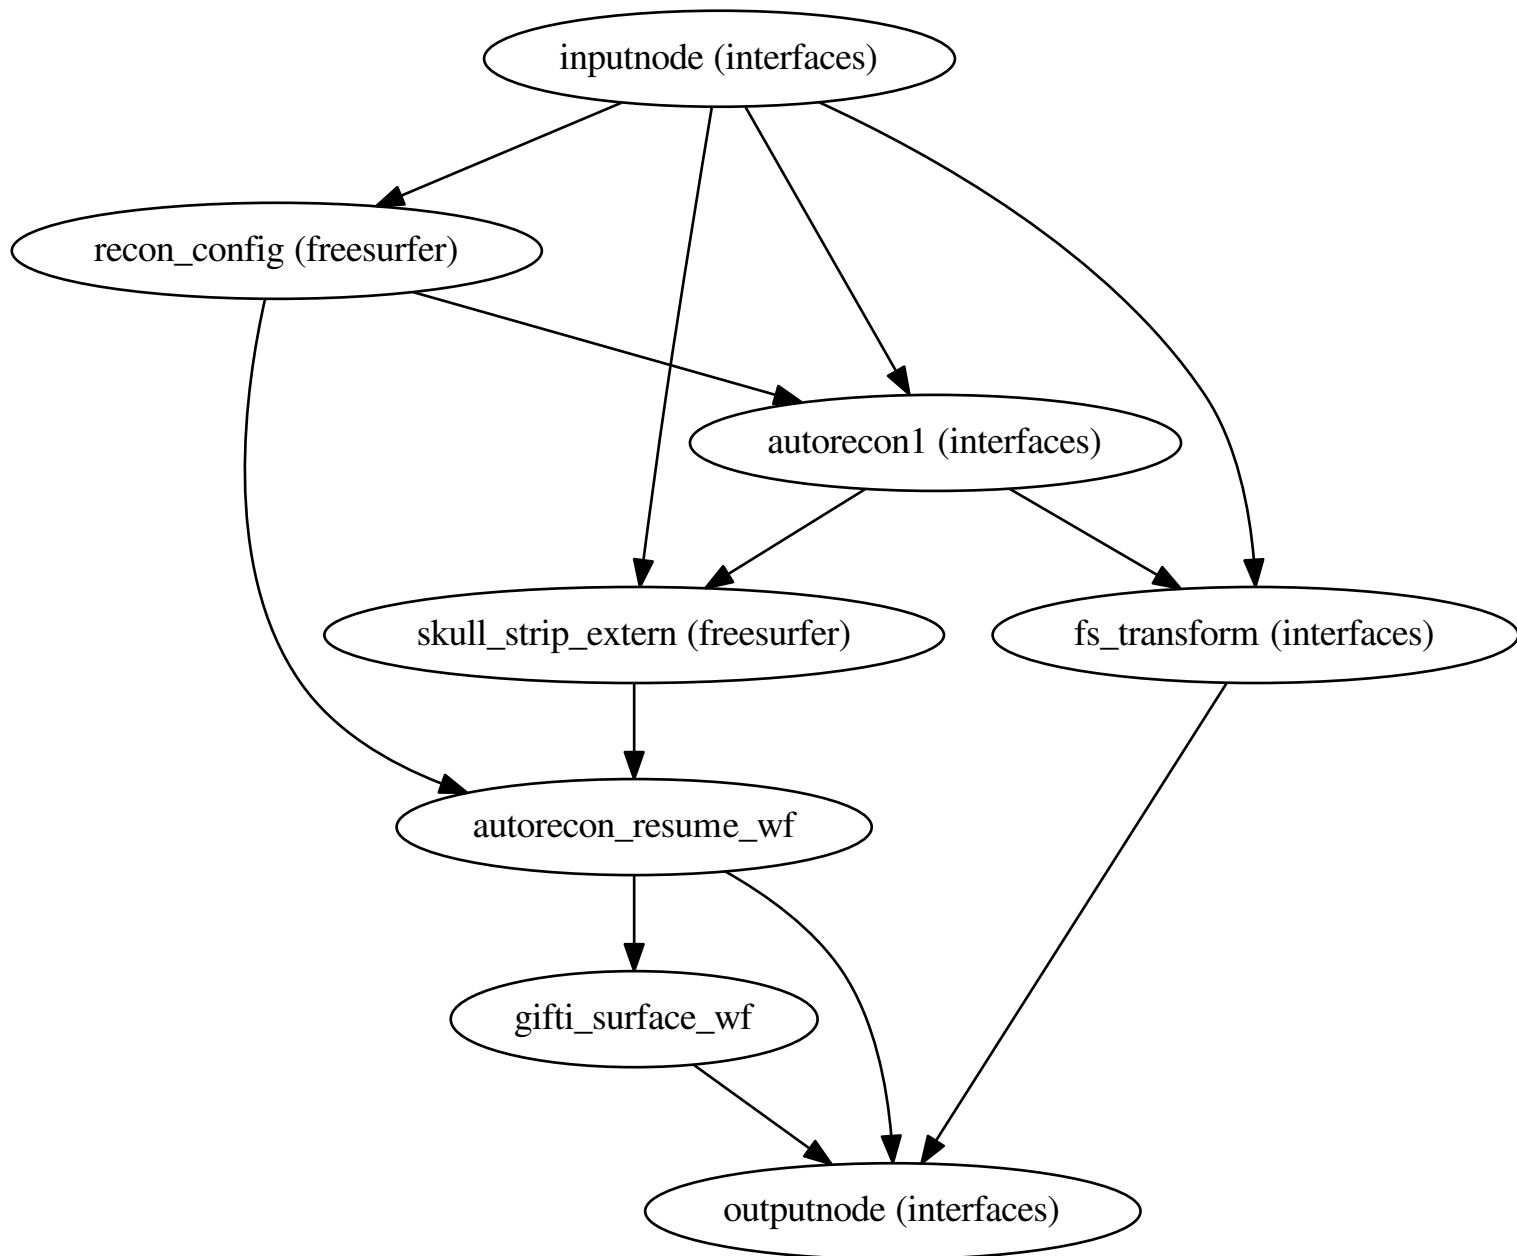 inputnode (interfaces)
recon_config (freesurfer)
autorecon1 (interfaces)
skull_strip_extern (freesurfer)
fs_transform (interfaces)
autorecon_resume_wf
gifti_surface_wf
outputnode (interfaces)